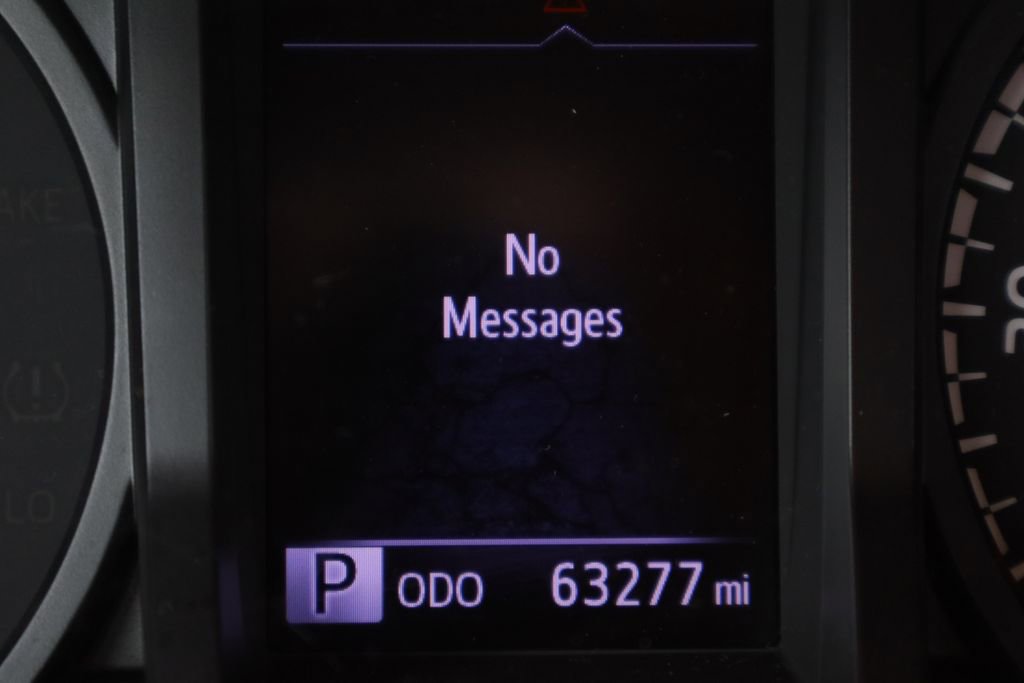 No
Messages
P ODO 63277 mi